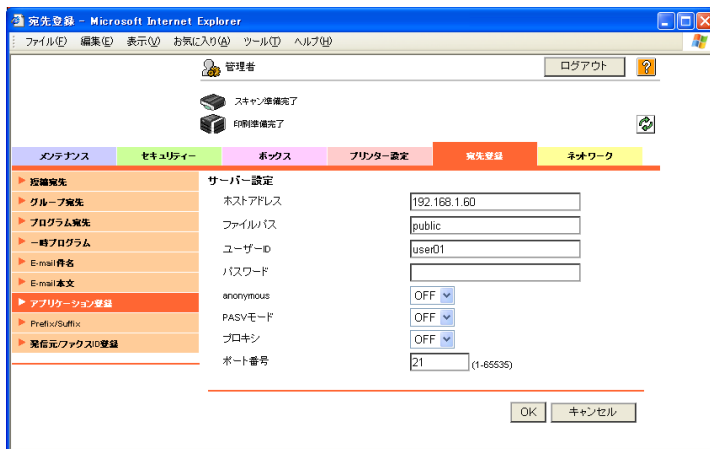 宛先登録 - Microsoft Internet Explorer
ファイル(F) 編集(E) 表示(V) お気に入り(A) ツール(T) ヘルプ(H)
管理者 ログアウト ?
スキャン準備完了
印刷準備完了
メンテナンス セキュリティー ボックス プリンター設定 宛先登録 ネットワーク
短縮宛先
グループ宛先
プログラム宛先
一時プログラム
E-mail件名
E-mail本文
アプリケーション登録
Prefix/Suffix
発信元/ファクスID登録
サーバー設定
ホストアドレス 192.168.1.60
ファイルパス public
ユーザーID user01
パスワード
anonymous OFF
PASVモード OFF
プロキシ OFF
ポート番号 21 (1-65535)
OK キャンセル